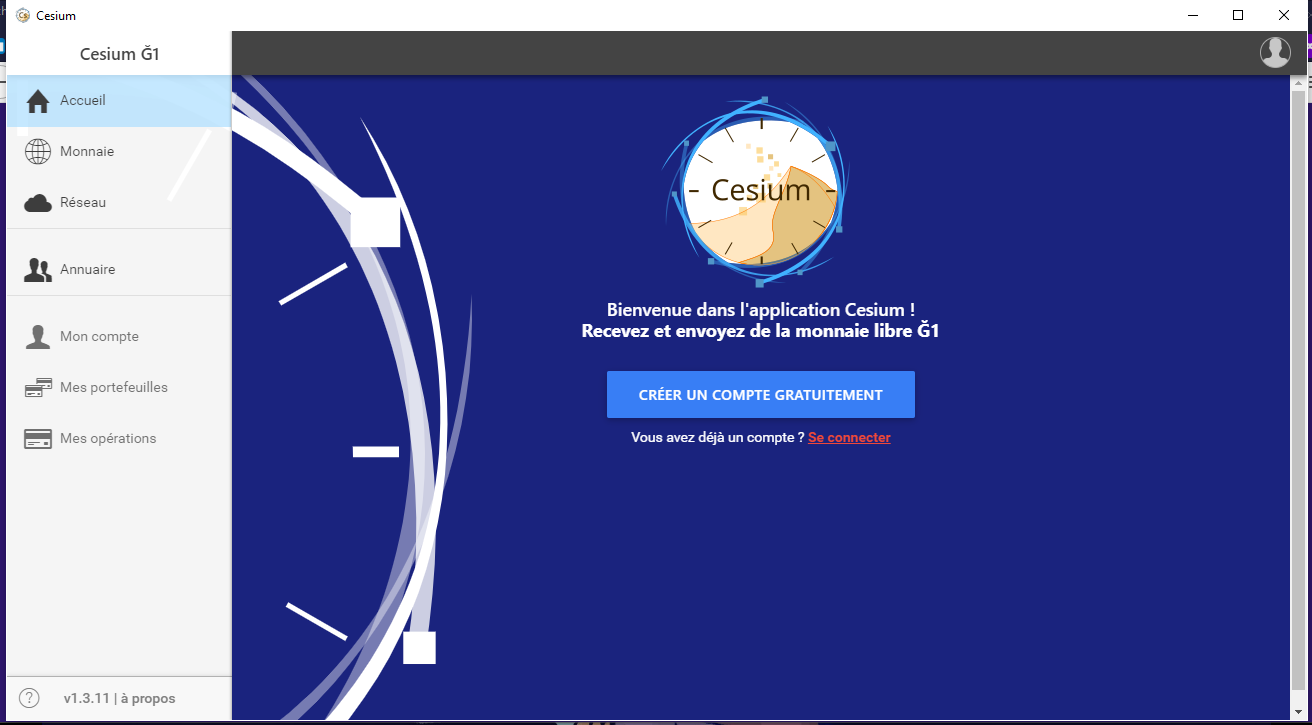 Cesium
Cesium Ğ1
Accueil
Monnaie
Réseau
Annuaire
Mon compte
Mes portefeuilles
Mes opérations
v1.3.11 | à propos
Cesium
Bienvenue dans l'application Cesium !
Recevez et envoyez de la monnaie libre Ğ1
CRÉER UN COMPTE GRATUITEMENT
Vous avez déjà un compte ? Se connecter